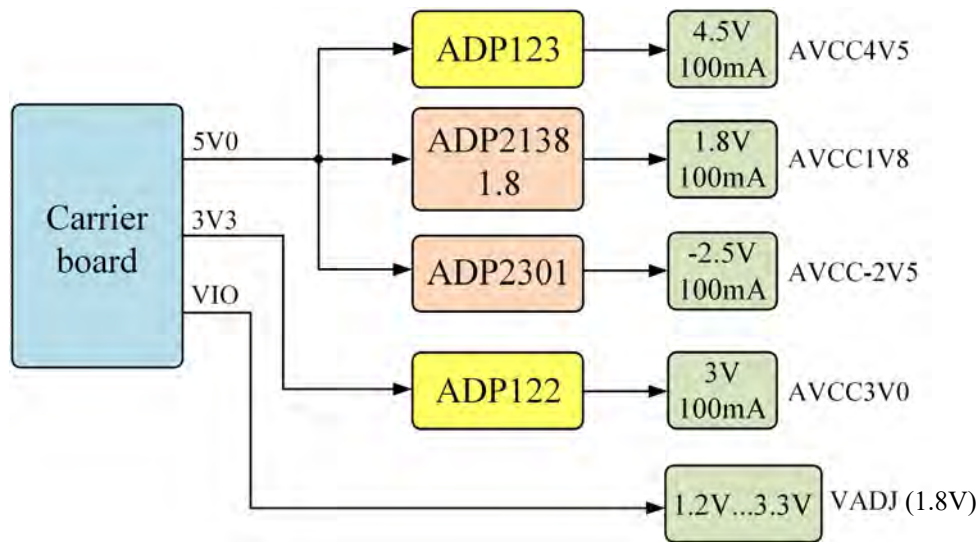 ADP123
4.5V
100mA
AVCC4V5
5V0
ADP2138
1.8
1.8V
100mA
AVCC1V8
Carrier
board
3V3
ADP2301
-2.5V
100mA
AVCC-2V5
VIO
ADP122
3V
100mA
AVCC3V0
1.2V...3.3V
VADJ (1.8V)